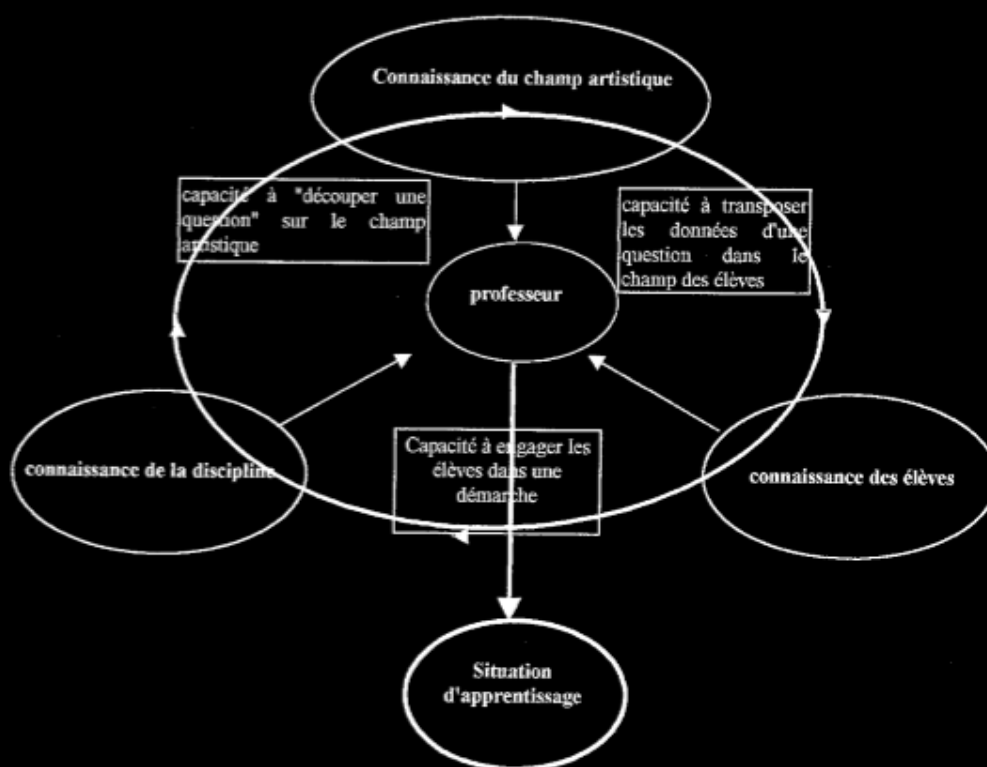 Connaissance du champ artistique
capacité à "découper une
question" sur le champ
artistique
capacité à transposer
les données d'une
question dans le
champ des élèves
professeur
connaissance de la discipline
Capacité à engager les
élèves dans une
démarche
connaissance des élèves
Situation
d'apprentissage